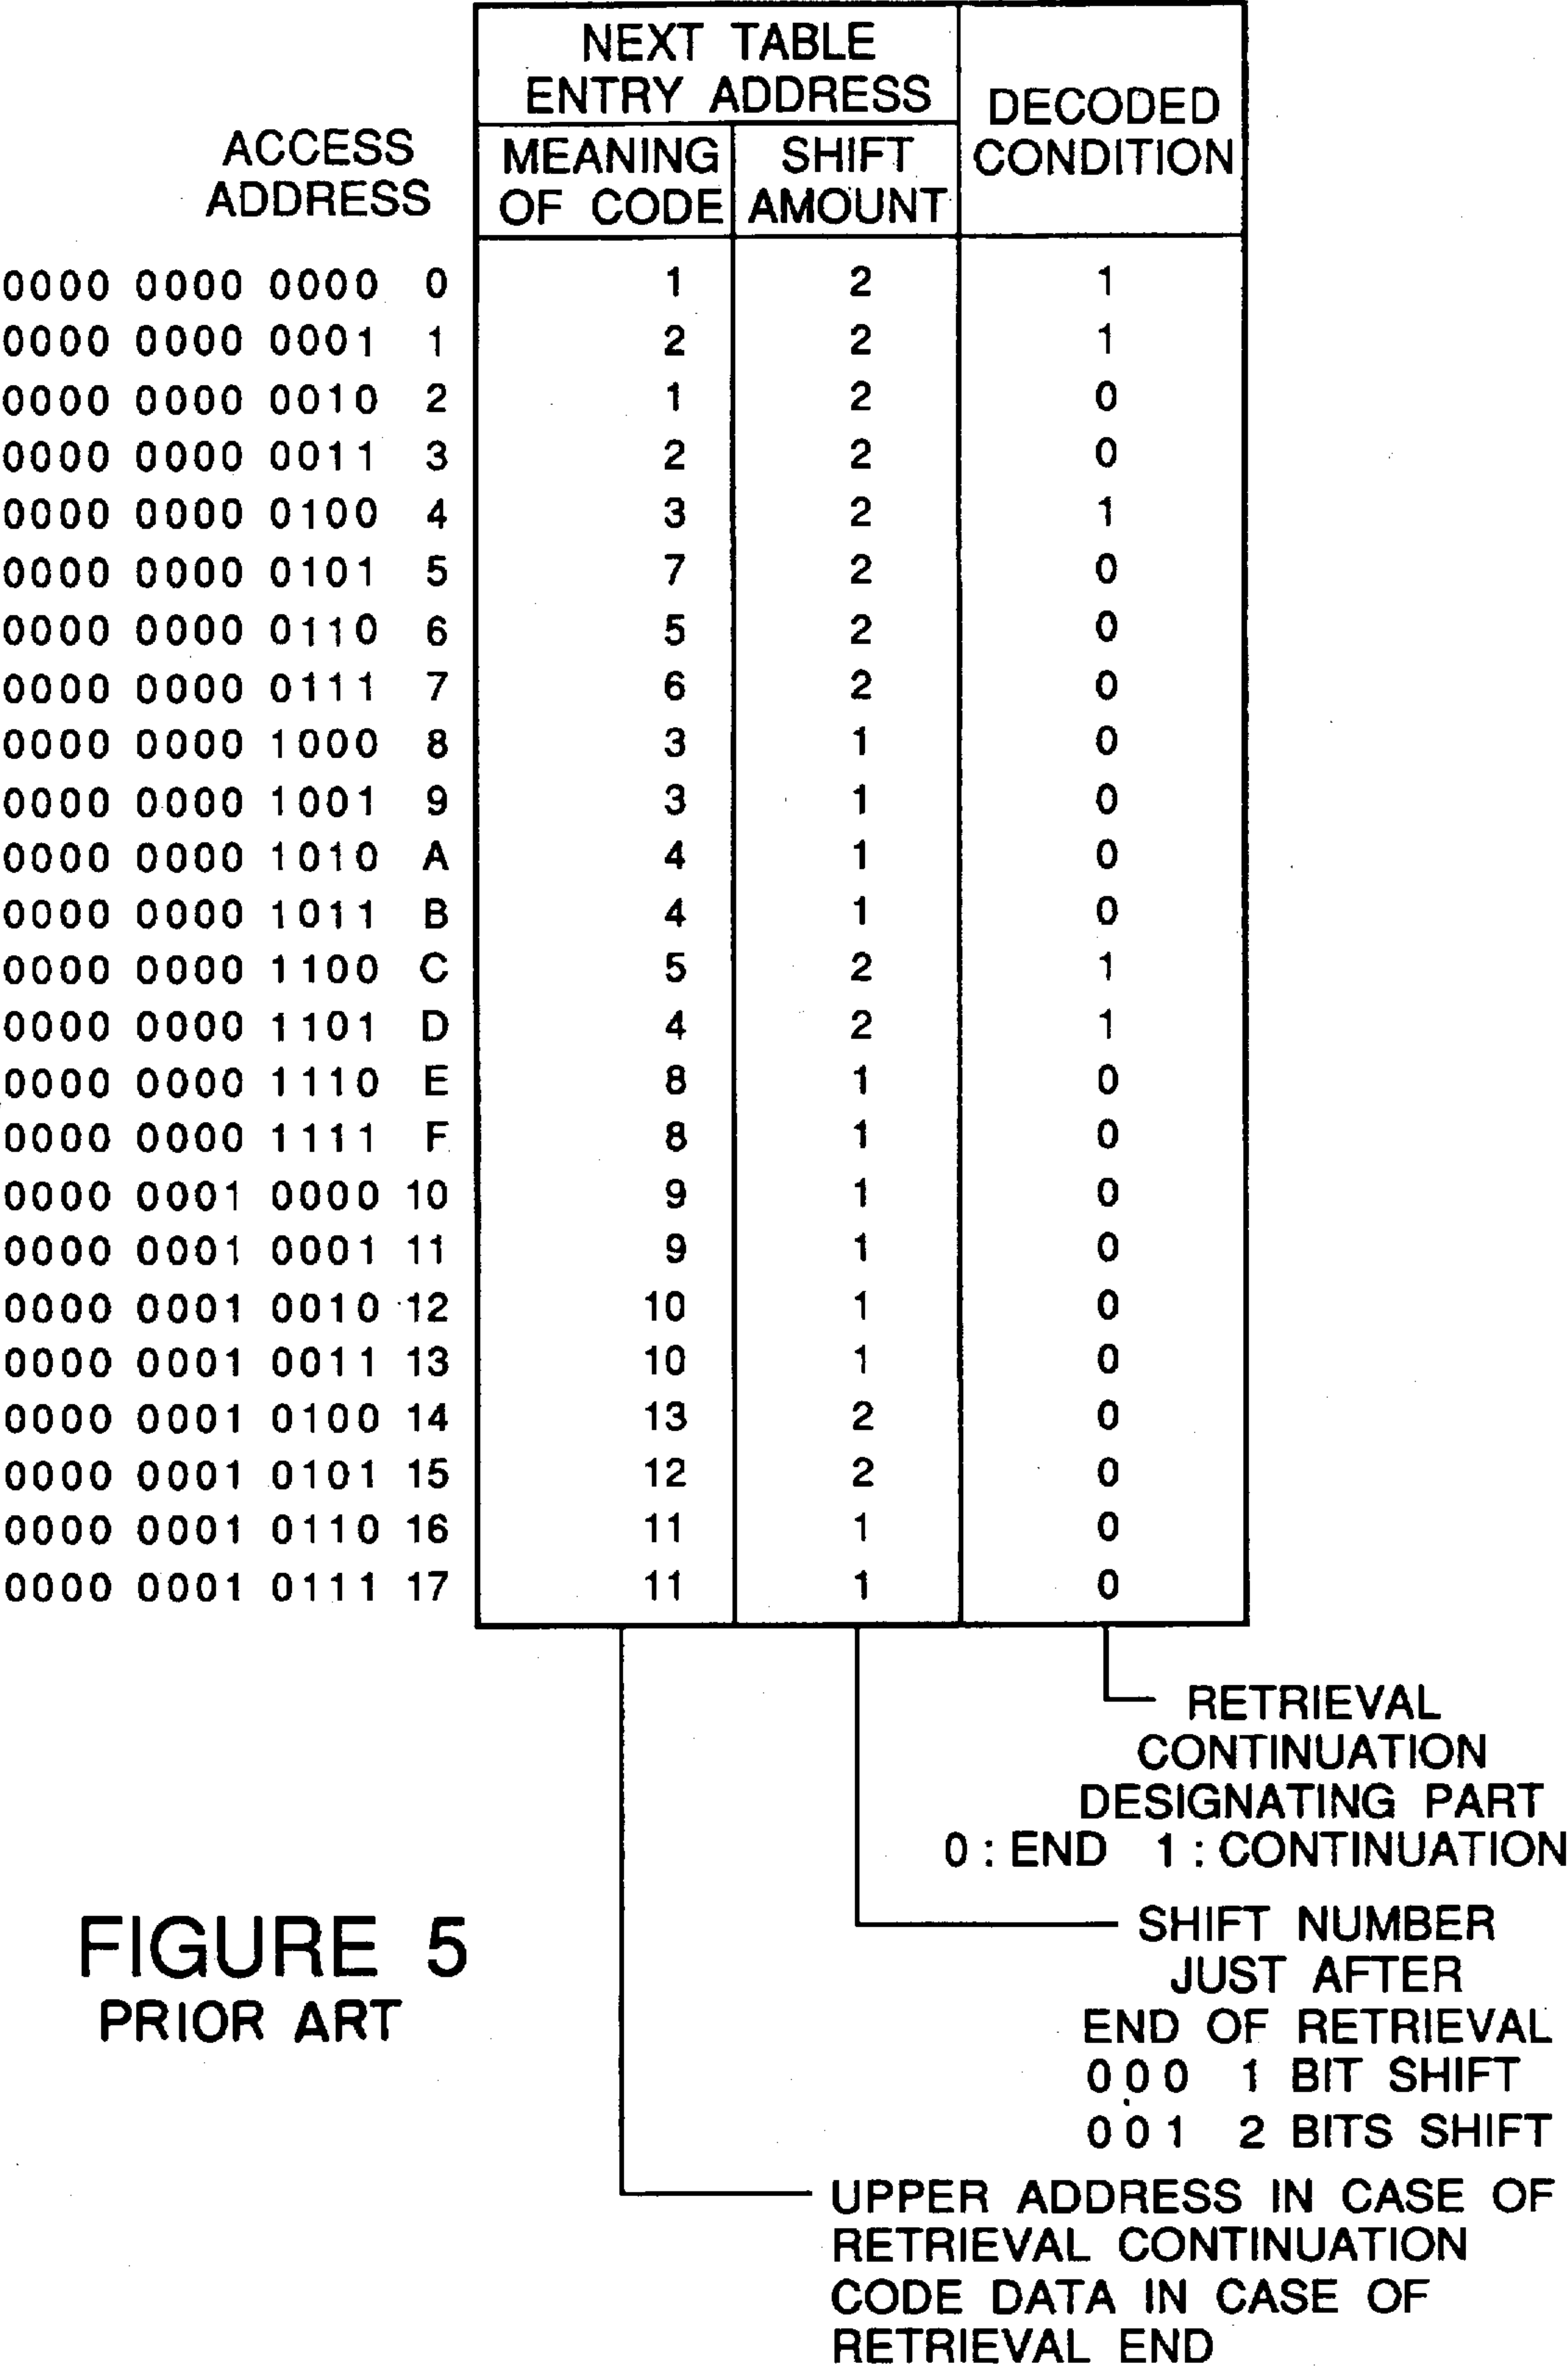 NEXT TABLE
ENTRY ADDRESS
DECODED
CONDITION
ACCESS
ADDRESS
MEANING
OF CODE
SHIFT
AMOUNT
0000 0000 0000 0 1 2 1
0000 0000 0001 1 2 2 1
0000 0000 0010 2 1 2 0
0000 0000 0011 3 2 2 0
0000 0000 0100 4 3 2 1
0000 0000 0101 5 7 2 0
0000 0000 0110 6 5 2 0
0000 0000 0111 7 6 2 0
0000 0000 1000 8 3 1 0
0000 0000 1001 9 3 1 0
0000 0000 1010 A 4 1 0
0000 0000 1011 B 4 1 0
0000 0000 1100 C 5 2 1
0000 0000 1101 D 4 2 1
0000 0000 1110 E 8 1 0
0000 0000 1111 F 8 1 0
0000 0001 0000 10 9 1 0
0000 0001 0001 11 9 1 0
0000 0001 0010 12 10 1 0
0000 0001 0011 13 10 1 0
0000 0001 0100 14 13 2 0
0000 0001 0101 15 12 2 0
0000 0001 0110 16 11 1 0
0000 0001 0111 17 11 1 0
RETRIEVAL
CONTINUATION
DESIGNATING PART
0 : END 1 : CONTINUATION
SHIFT NUMBER
JUST AFTER
END OF RETRIEVAL
000 1 BIT SHIFT
001 2 BITS SHIFT
UPPER ADDRESS IN CASE OF
RETRIEVAL CONTINUATION
CODE DATA IN CASE OF
RETRIEVAL END
FIGURE 5
PRIOR ART